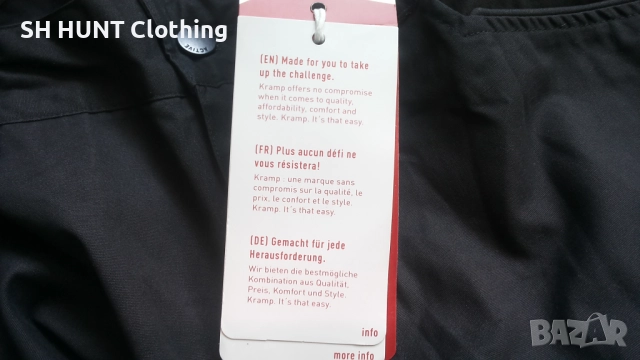 SH HUNT Clothing
ACTIVE
(EN) Made for you to take
up the challenge.
Kramp offers no compromise
when it comes to quality,
affordability, comfort and
style. Kramp. It's that easy.
(FR) Plus aucun défi ne
vous résistera!
Kramp : une marque sans
compromis sur la qualité, le
prix, le confort et le style.
Kramp. It's that easy.
(DE) Gemacht für jede
Herausforderung.
Wir bieten die bestmögliche
Kombination aus Qualität,
Preis, Komfort und Style.
Kramp. It's that easy.
info
more info
BAZAR